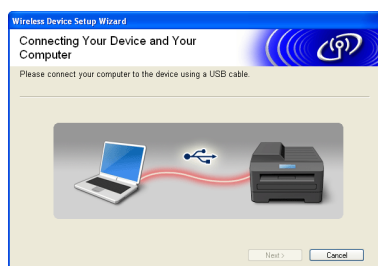 Wireless Device Setup Wizard
Connecting Your Device and Your
Computer
Please connect your computer to the device using a USB cable.
Next >
Cancel